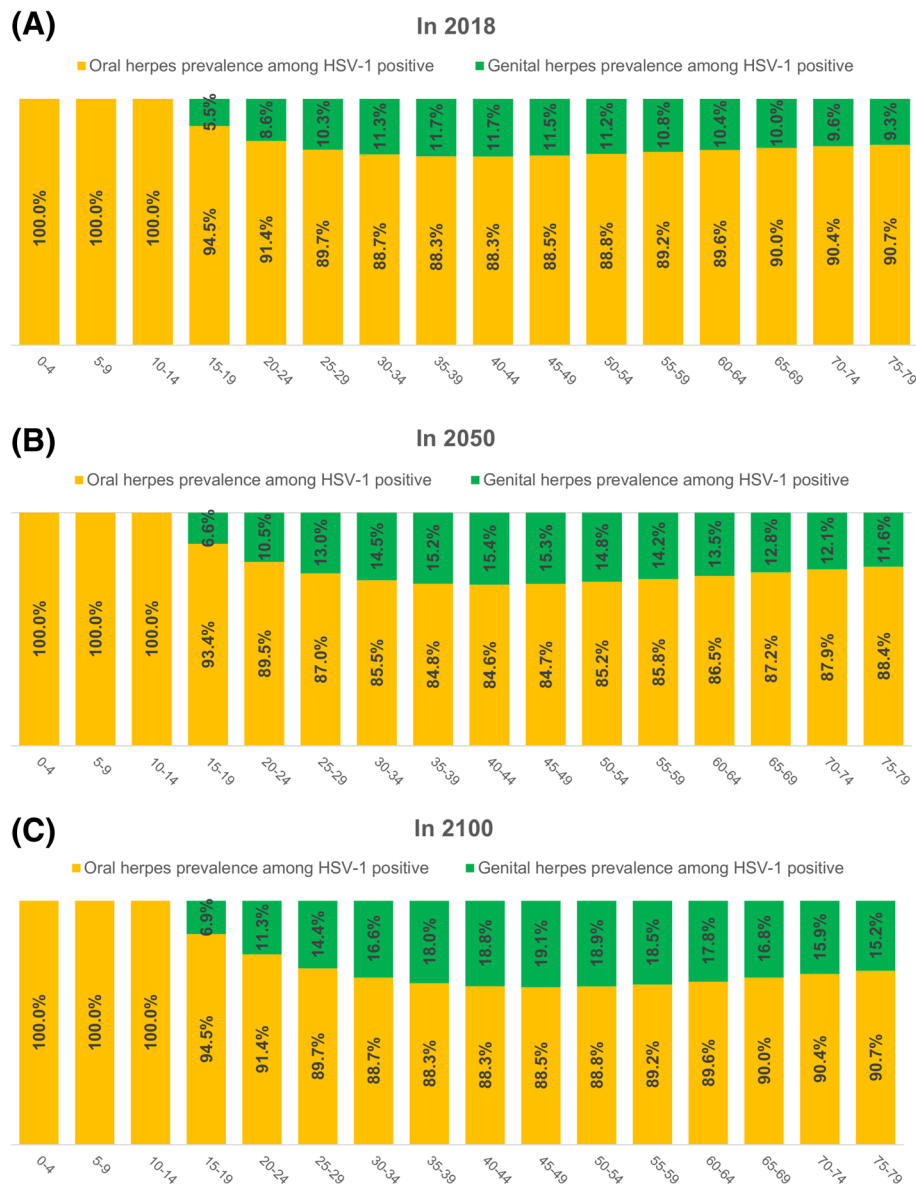 (A)
In 2018
Oral herpes prevalence among HSV-1 positive Genital herpes prevalence among HSV-1 positive
5.5% 8.6% 10.3% 11.3% 11.7% 11.7% 11.5% 11.2% 10.8% 10.4% 10.0% 9.6% 9.3%
100.0% 100.0% 100.0% 94.5% 91.4% 89.7% 88.7% 88.3% 88.3% 88.5% 88.8% 89.2% 89.6% 90.0% 90.4% 90.7%
0-4 5-9 10-14 15-19 20-24 25-29 30-34 35-39 40-44 45-49 50-54 55-59 60-64 65-69 70-74 75-79
(B)
In 2050
Oral herpes prevalence among HSV-1 positive Genital herpes prevalence among HSV-1 positive
6.6% 10.5% 13.0% 14.5% 15.2% 15.4% 15.3% 14.8% 14.2% 13.5% 12.8% 12.1% 11.6%
100.0% 100.0% 100.0% 93.4% 89.5% 87.0% 85.5% 84.8% 84.6% 84.7% 85.2% 85.8% 86.5% 87.2% 87.9% 88.4%
0-4 5-9 10-14 15-19 20-24 25-29 30-34 35-39 40-44 45-49 50-54 55-59 60-64 65-69 70-74 75-79
(C)
In 2100
Oral herpes prevalence among HSV-1 positive Genital herpes prevalence among HSV-1 positive
6.9% 11.3% 14.4% 16.6% 18.0% 18.8% 19.1% 18.9% 18.5% 17.8% 16.8% 15.9% 15.2%
100.0% 100.0% 100.0% 94.5% 91.4% 89.7% 88.7% 88.3% 88.3% 88.5% 88.8% 89.2% 89.6% 90.0% 90.4% 90.7%
0-4 5-9 10-14 15-19 20-24 25-29 30-34 35-39 40-44 45-49 50-54 55-59 60-64 65-69 70-74 75-79